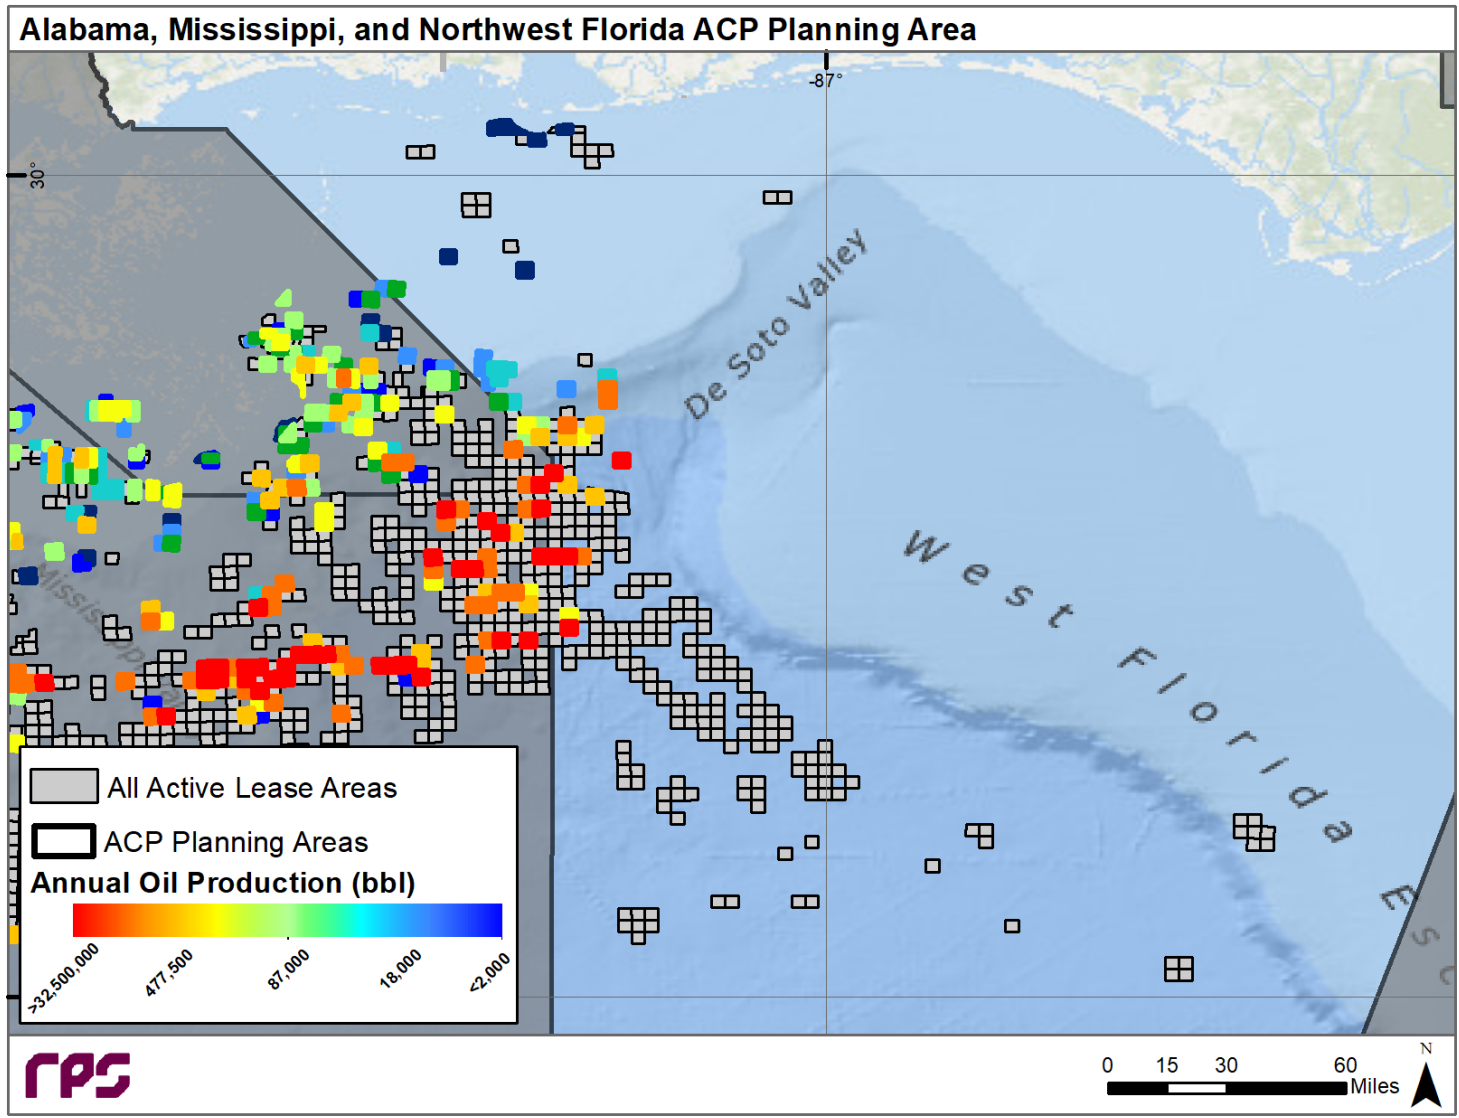 Alabama, Mississippi, and Northwest Florida ACP Planning Area
-87°
30°
De Soto Valley
West Florida Esc
Mississipp
All Active Lease Areas
ACP Planning Areas
Annual Oil Production (bbl)
>32,500,000
477,500
87,000
18,000
<2,000
rps
0 15 30 60
Miles
N